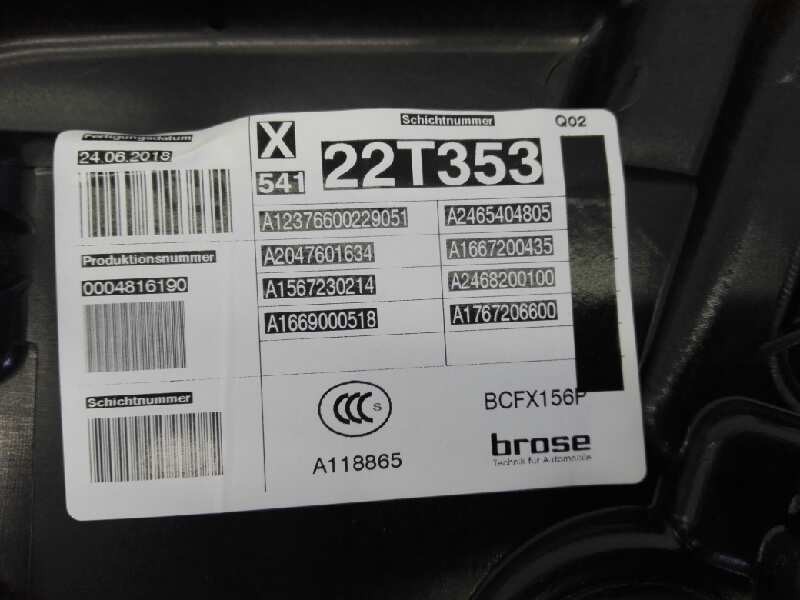 Fertigungsdatum
24.06.2018
Produktionsnummer
0004816190
Schichtnummer
X
541
Schichtnummer
22T353
Q02
A12376600229051
A2465404805
A2047601634
A1667200435
A1567230214
A2468200100
A1669000518
A1767206600
CCC S
A118865
BCFX156P
brose
Technik für Automobile